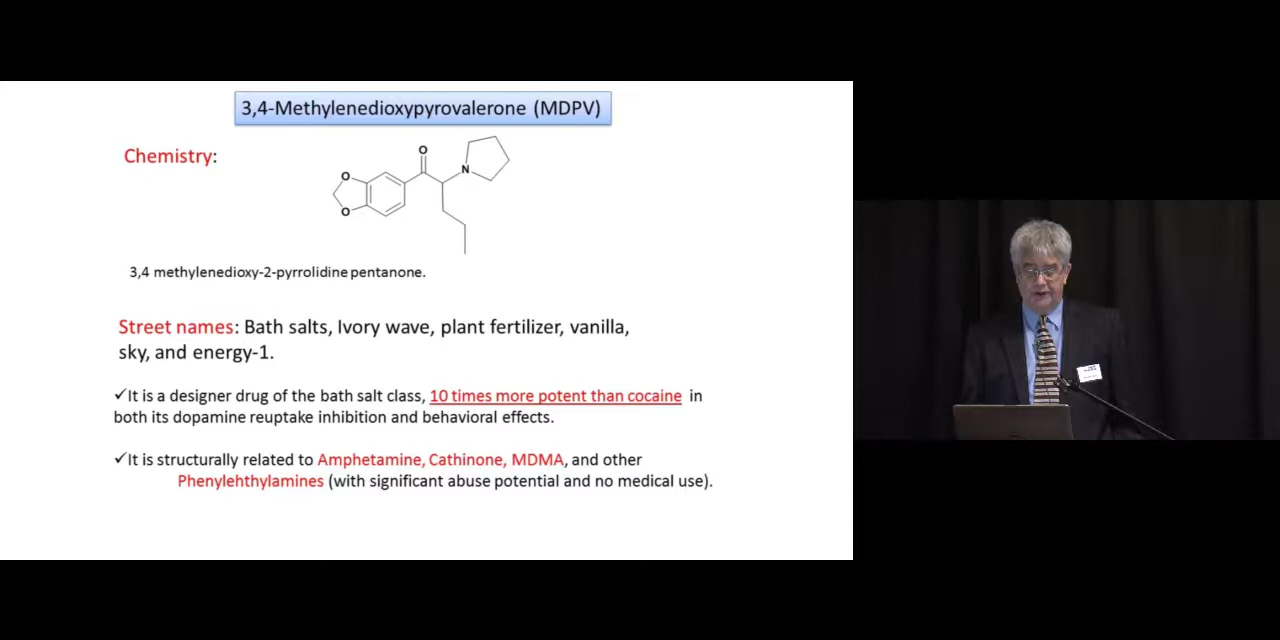 3,4-Methylenedioxypyrovalerone (MDPV)
Chemistry:
O
N
O
O
3,4 methylenedioxy-2-pyrrolidine pentanone.
Street names: Bath salts, Ivory wave, plant fertilizer, vanilla,
sky, and energy-1.
✓It is a designer drug of the bath salt class, 10 times more potent than cocaine in
both its dopamine reuptake inhibition and behavioral effects.
✓It is structurally related to Amphetamine, Cathinone, MDMA, and other
Phenylehthylamines (with significant abuse potential and no medical use).